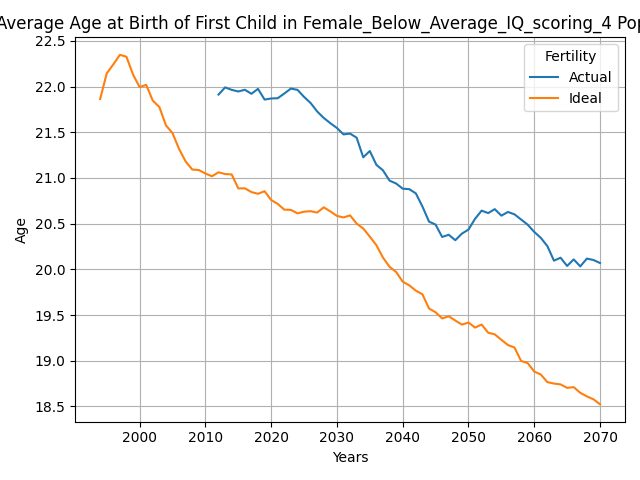 Average Age at Birth of First Child in Female_Below_Average_IQ_scoring_4
22.5
22.0
21.5
21.0
20.5
20.0
19.5
19.0
18.5
Age
Fertility
Actual
Ideal
2000 2010 2020 2030 2040 2050 2060 2070
Years